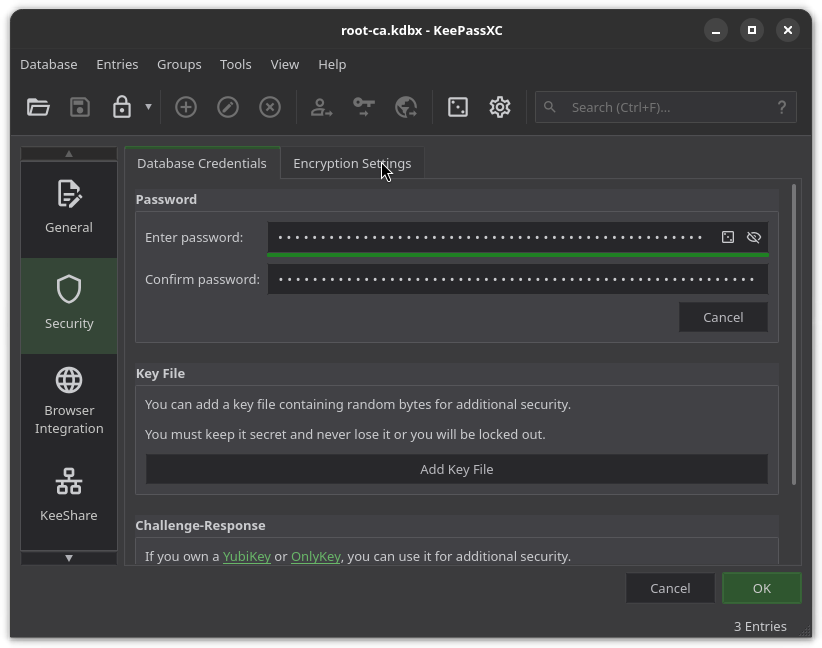 root-ca.kdbx - KeePassXC
Database Entries Groups Tools View Help
Search (Ctrl+F)... ?
General
Security
Browser
Integration
KeeShare
Database Credentials Encryption Settings
Password
Enter password:
Confirm password:
Cancel
Key File
You can add a key file containing random bytes for additional security.
You must keep it secret and never lose it or you will be locked out.
Add Key File
Challenge-Response
If you own a YubiKey or OnlyKey, you can use it for additional security.
Cancel OK
3 Entries